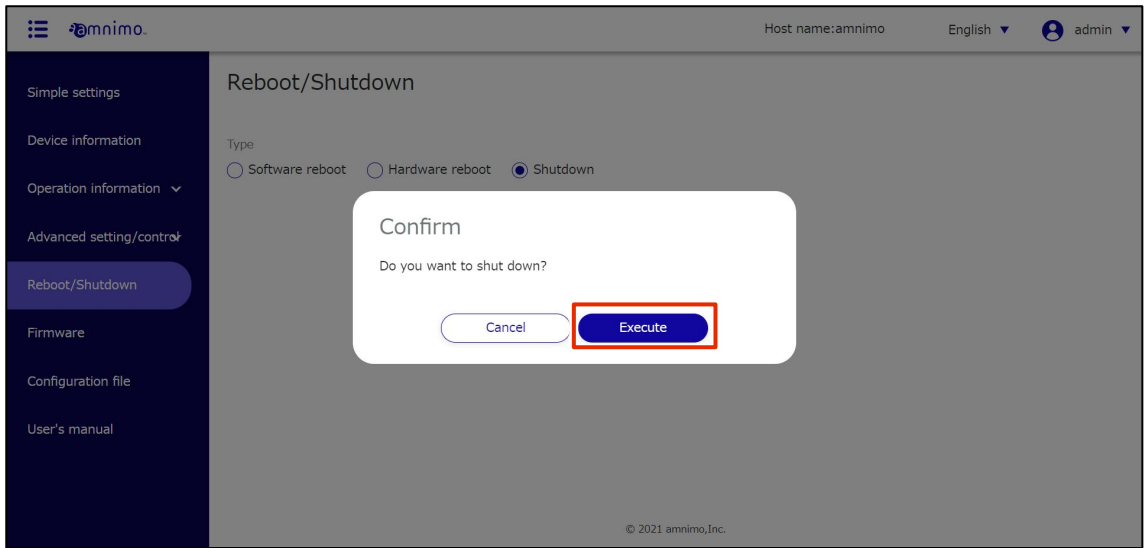 amnimo
Host name:amnimo
English
admin
Simple settings
Device information
Operation information
Advanced setting/control
Reboot/Shutdown
Firmware
Configuration file
User's manual
Reboot/Shutdown
Type
Software reboot
Hardware reboot
Shutdown
Confirm
Do you want to shut down?
Cancel
Execute
© 2021 amnimo,Inc.